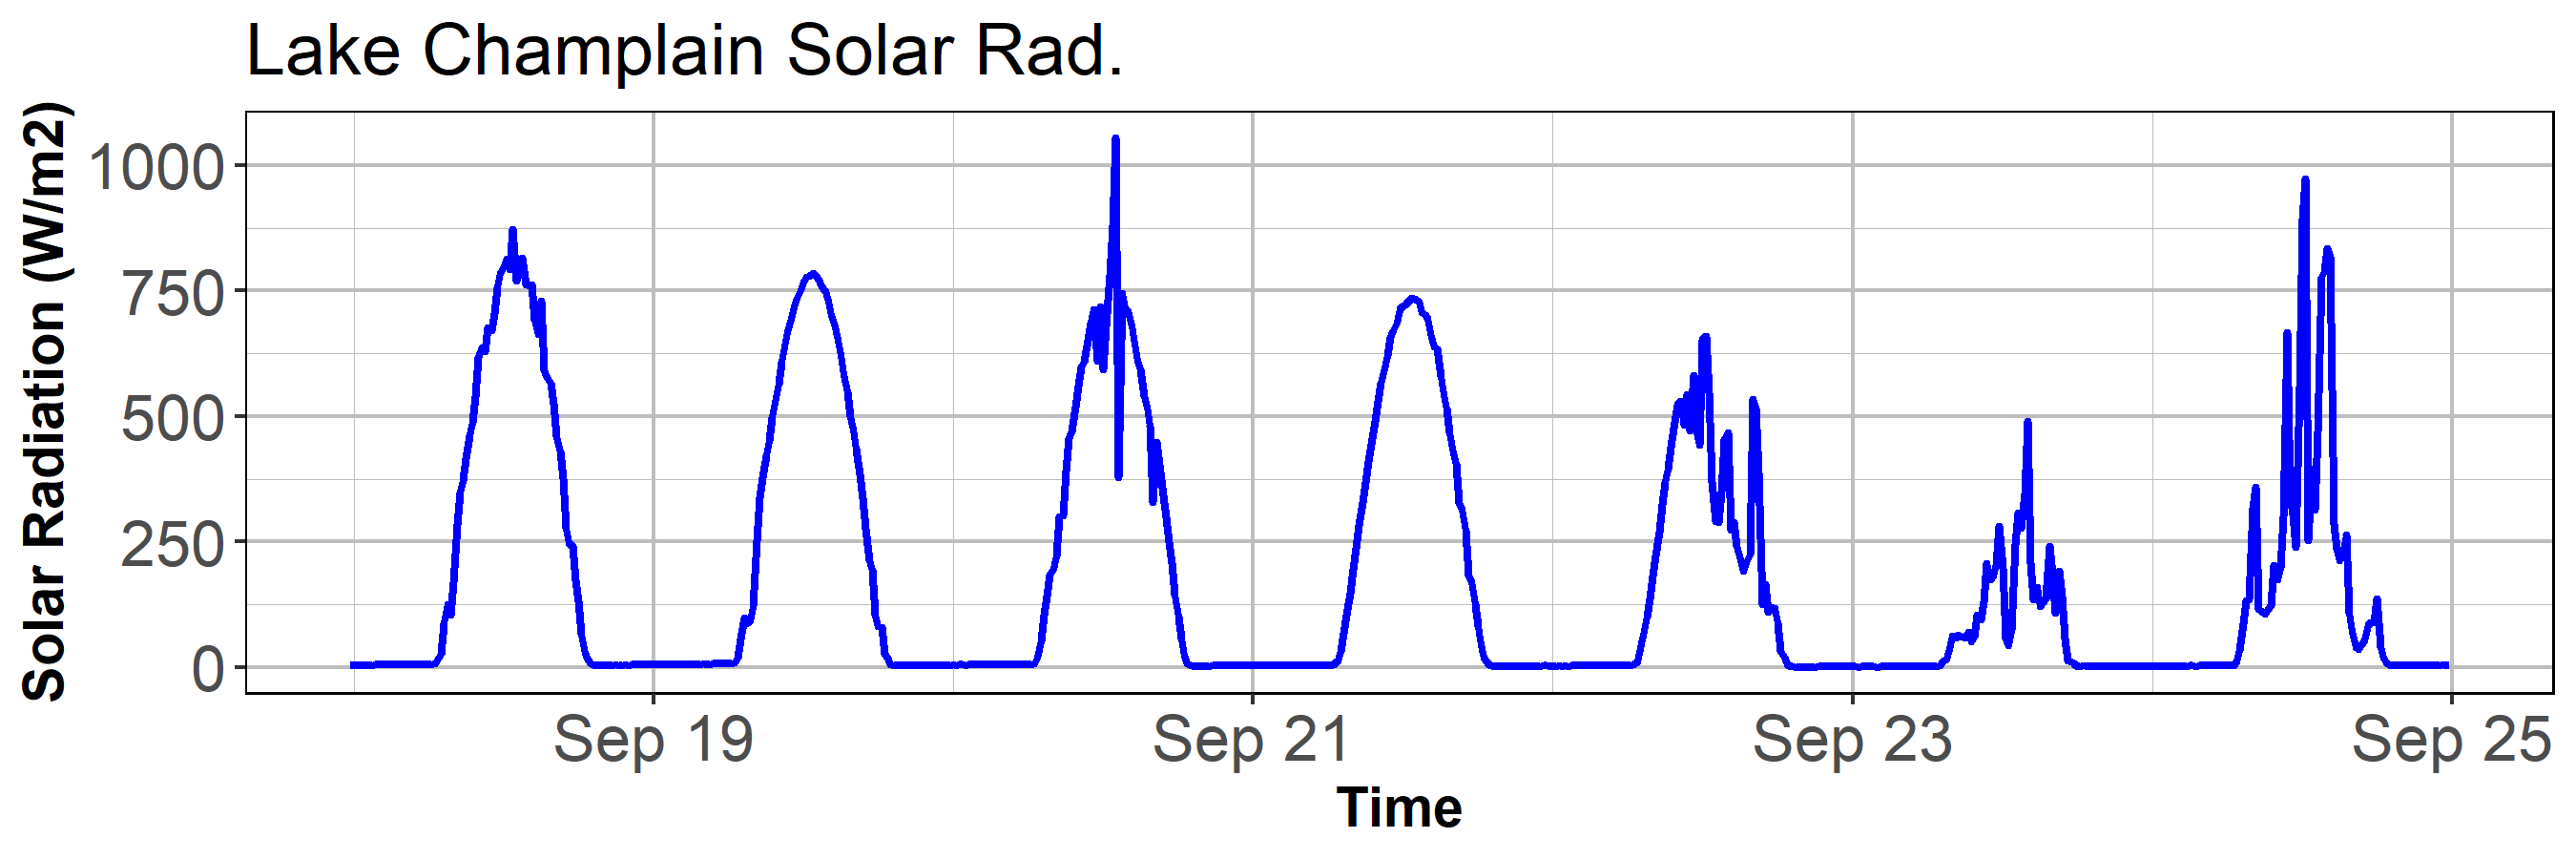 Lake Champlain Solar Rad.
Solar Radiation (W/m2)
1000
750
500
250
0
Sep 19 Sep 21 Sep 23 Sep 25
Time